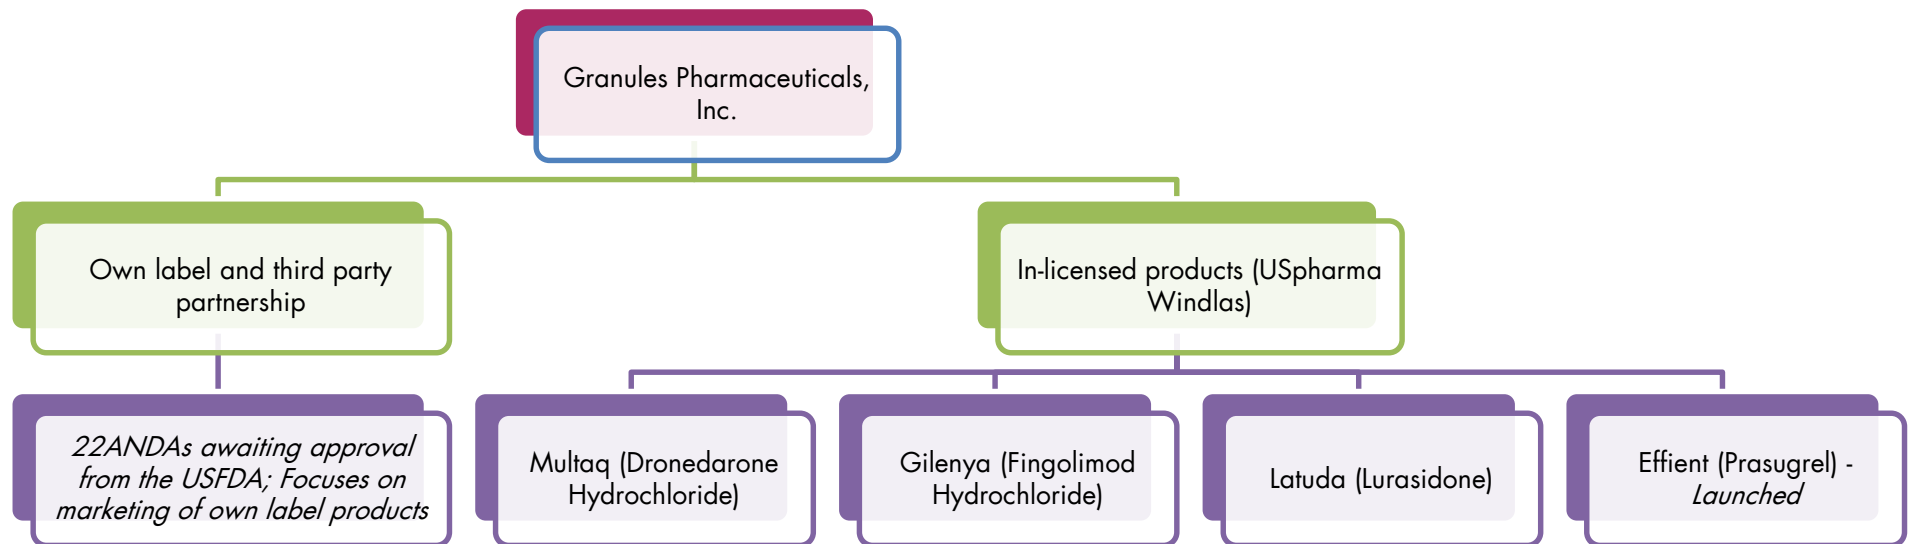 Granules Pharmaceuticals,
Inc.
Own label and third party
partnership
In-licensed products (USpharma
Windlas)
22ANDAs awaiting approval
from the USFDA; Focuses on
marketing of own label products
Multaq (Dronedarone
Hydrochloride)
Gilenya (Fingolimod
Hydrochloride)
Latuda (Lurasidone)
Effient (Prasugrel) -
Launched